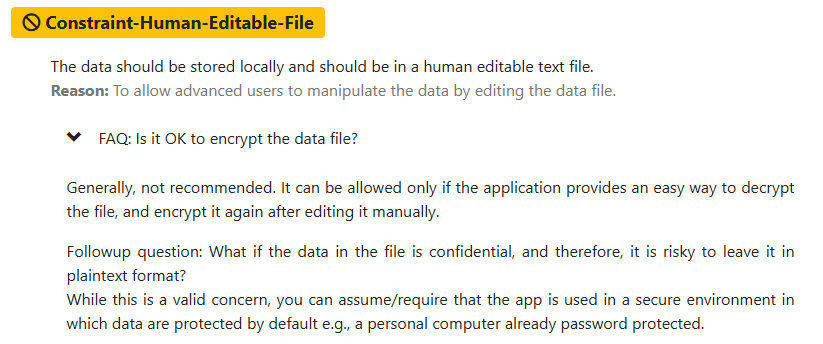 Constraint-Human-Editable-File
The data should be stored locally and should be in a human editable text file.
Reason: To allow advanced users to manipulate the data by editing the data file.
FAQ: Is it OK to encrypt the data file?
Generally, not recommended. It can be allowed only if the application provides an easy way to decrypt
the file, and encrypt it again after editing it manually.
Followup question: What if the data in the file is confidential, and therefore, it is risky to leave it in
plaintext format?
While this is a valid concern, you can assume/require that the app is used in a secure environment in
which data are protected by default e.g., a personal computer already password protected.